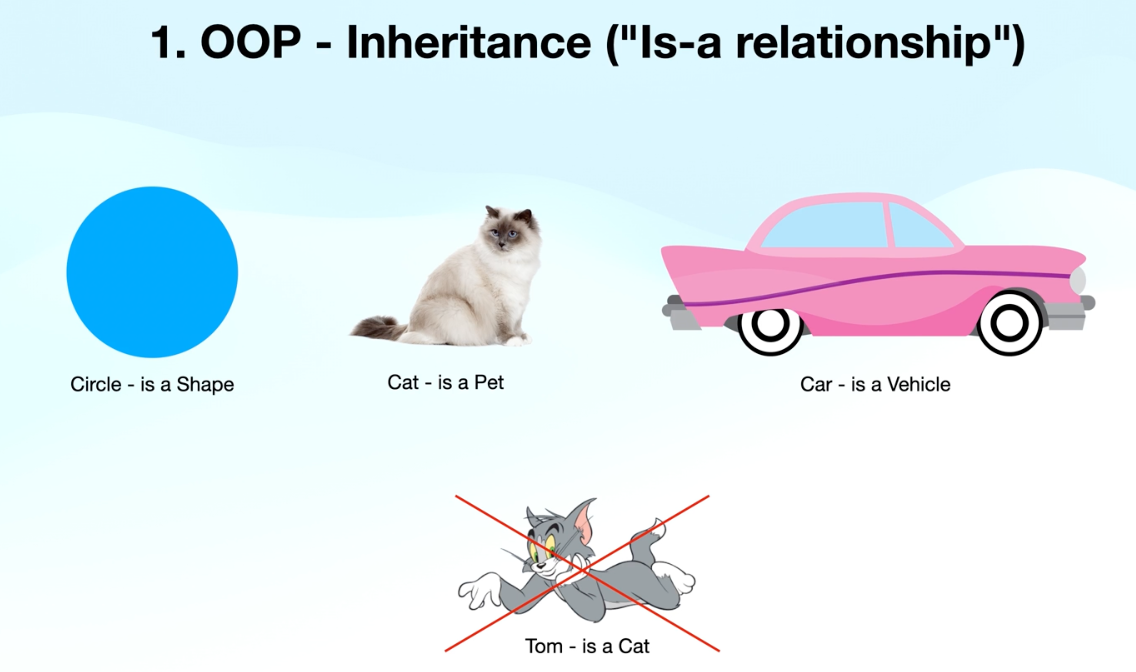 1. OOP - Inheritance ("Is-a relationship")
Circle - is a Shape
Cat - is a Pet
Car - is a Vehicle
Tom - is a Cat